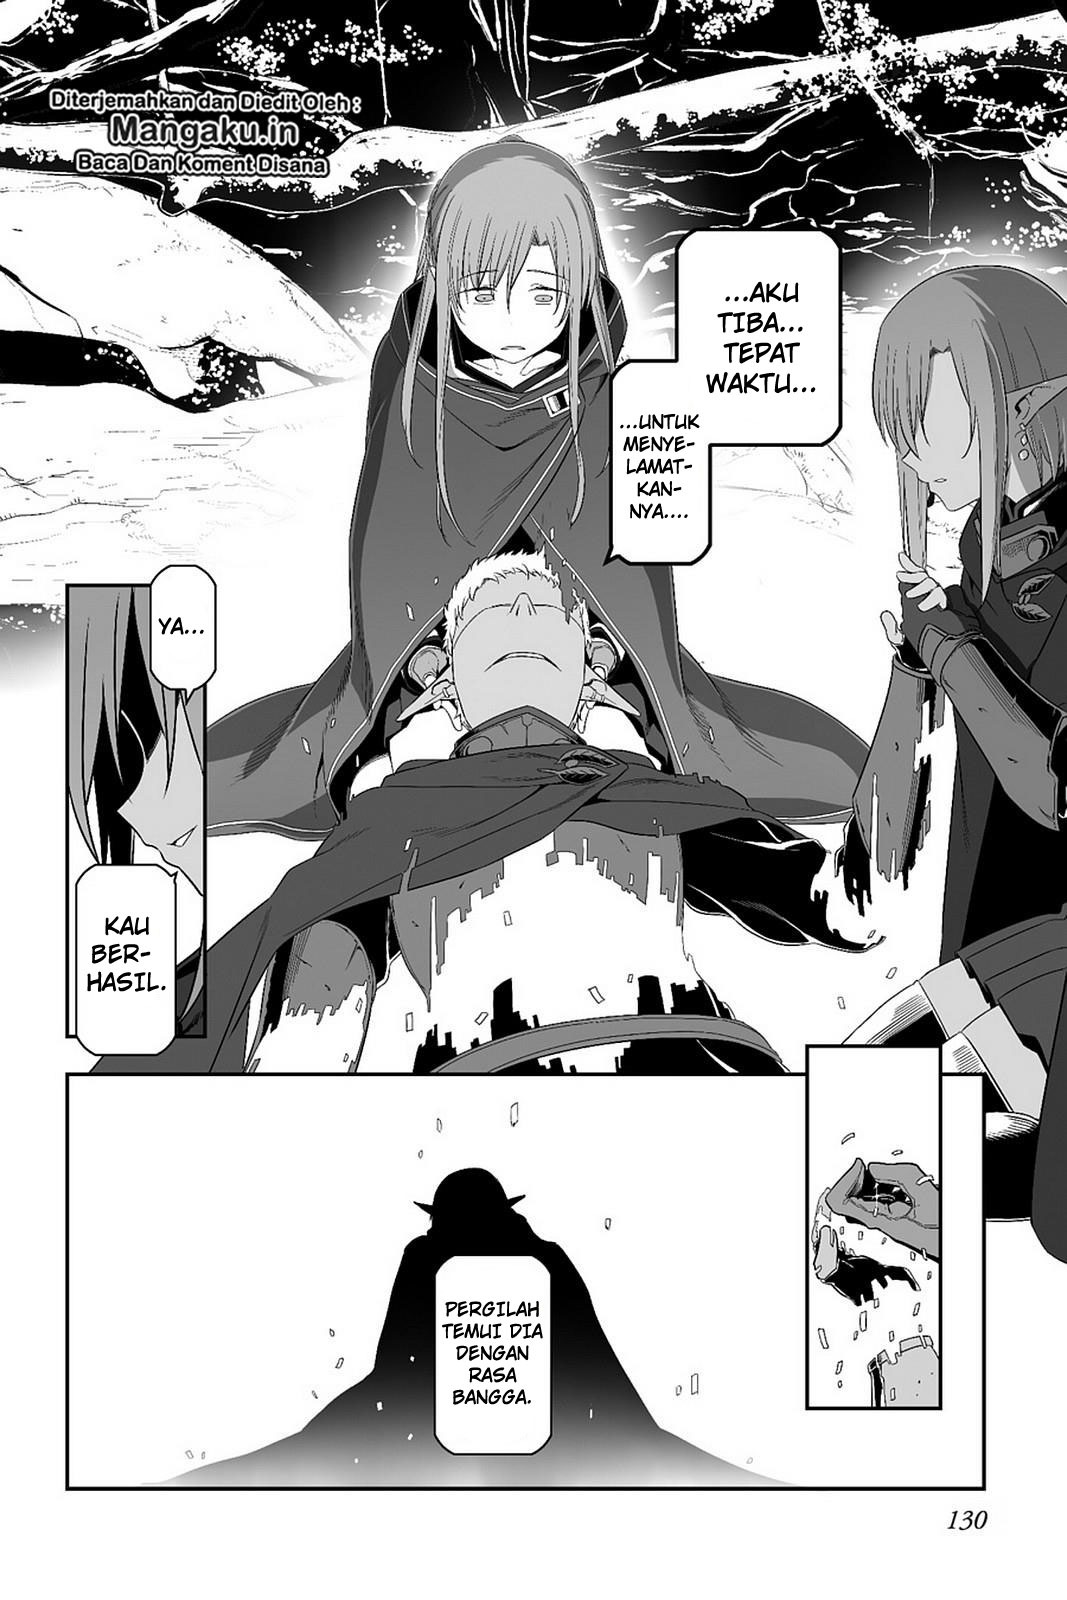 Diterjemahkan dan Diedit Oleh :
Mangaku.in
Baca Dan Koment Disana
...AKU
TIBA...
TEPAT
WAKTU...
...UNTUK
MENYE-
LAMAT-
KAN-
NYA....
YA...
KAU
BER-
HASIL.
PERGILAH
TEMUI DIA
DENGAN
RASA
BANGGA.
130